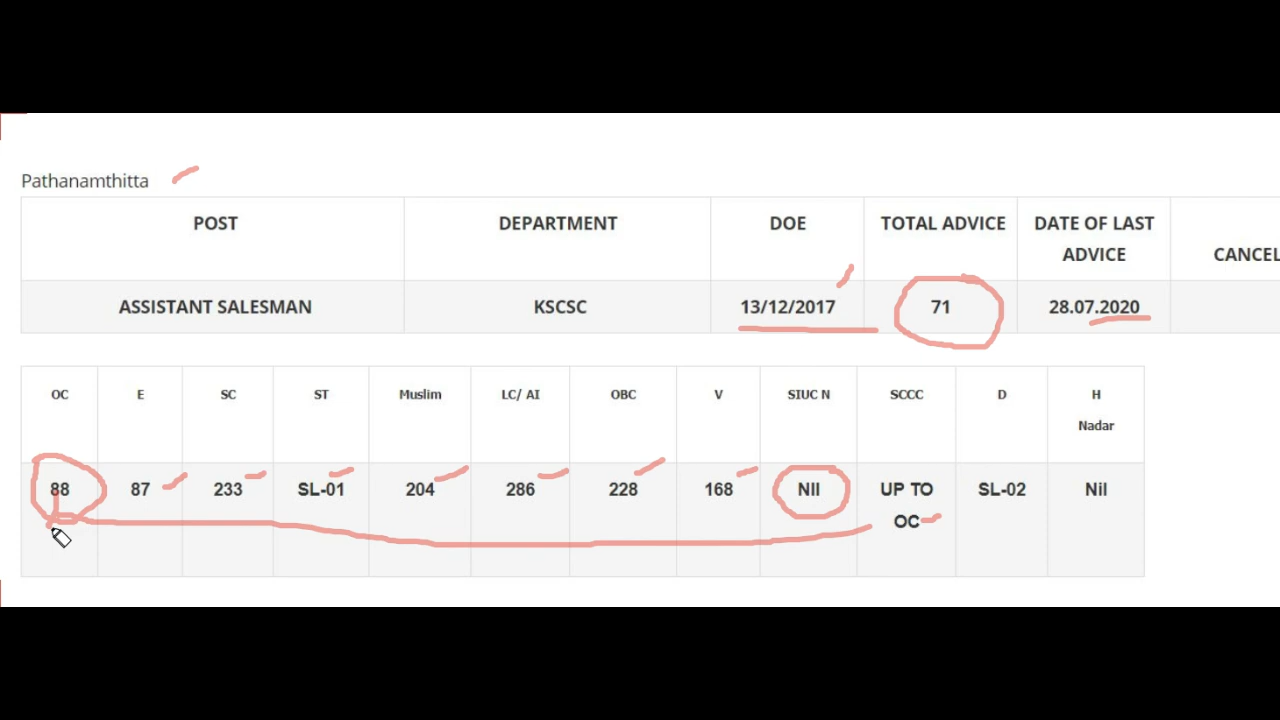 Pathanamthitta
POST DEPARTMENT DOE TOTAL ADVICE DATE OF LAST ADVICE CANCEL
ASSISTANT SALESMAN KSCSC 13/12/2017 71 28.07.2020
OC E SC ST Muslim LC/ AI OBC V SIUC N SCCC D H Nadar
88 87 233 SL-01 204 286 228 168 NIl UP TO OC SL-02 Nil